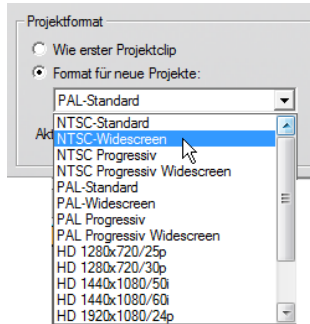 Projektformat
Wie erster Projektclip
Format für neue Projekte:
PAL-Standard
NTSC-Standard
NTSC-Widescreen
NTSC Progressiv
NTSC Progressiv Widescreen
PAL-Standard
PAL-Widescreen
PAL Progressiv
PAL Progressiv Widescreen
HD 1280x720/25p
HD 1280x720/30p
HD 1440x1080/50i
HD 1440x1080/60i
HD 1920x1080/24p